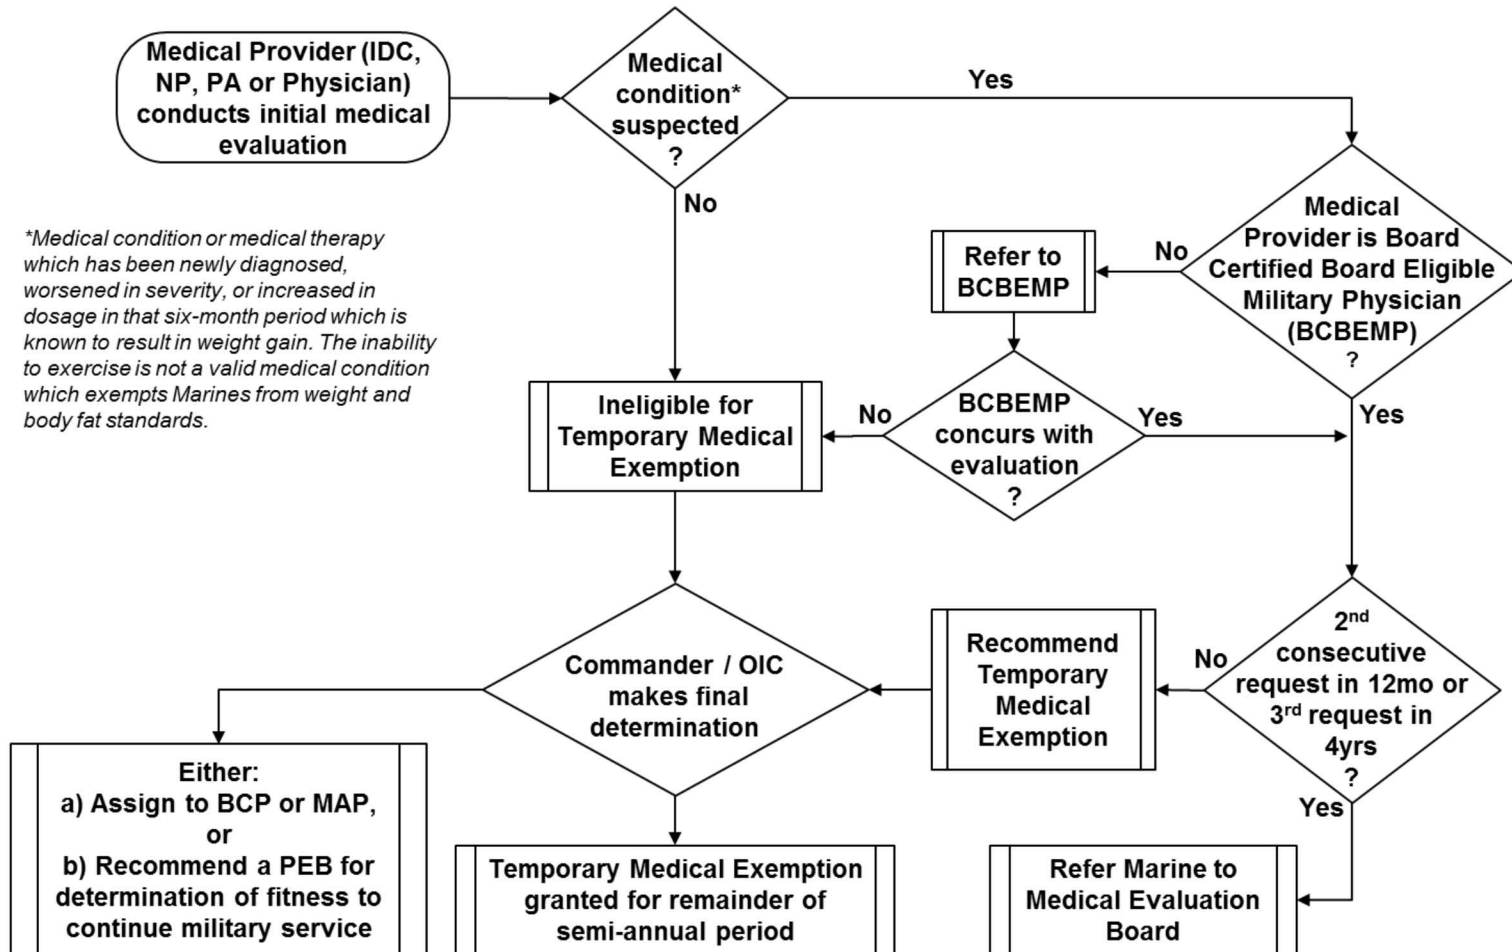 Medical Provider (IDC,
NP, PA or Physician)
conducts initial medical
evaluation
Medical
condition*
suspected
?
Yes
No
*Medical condition or medical therapy
which has been newly diagnosed,
worsened in severity, or increased in
dosage in that six-month period which is
known to result in weight gain. The inability
to exercise is not a valid medical condition
which exempts Marines from weight and
body fat standards.
Medical
Provider is Board
Certified Board Eligible
Military Physician
(BCBEMP)
?
No
Yes
Refer to
BCBEMP
BCBEMP
concurs with
evaluation
?
No
Yes
Ineligible for
Temporary Medical
Exemption
2nd
consecutive
request in 12mo or
3rd request in
4yrs
?
No
Yes
Recommend
Temporary
Medical
Exemption
Commander / OIC
makes final
determination
Either:
a) Assign to BCP or MAP,
or
b) Recommend a PEB for
determination of fitness to
continue military service
Temporary Medical Exemption
granted for remainder of
semi-annual period
Refer Marine to
Medical Evaluation
Board